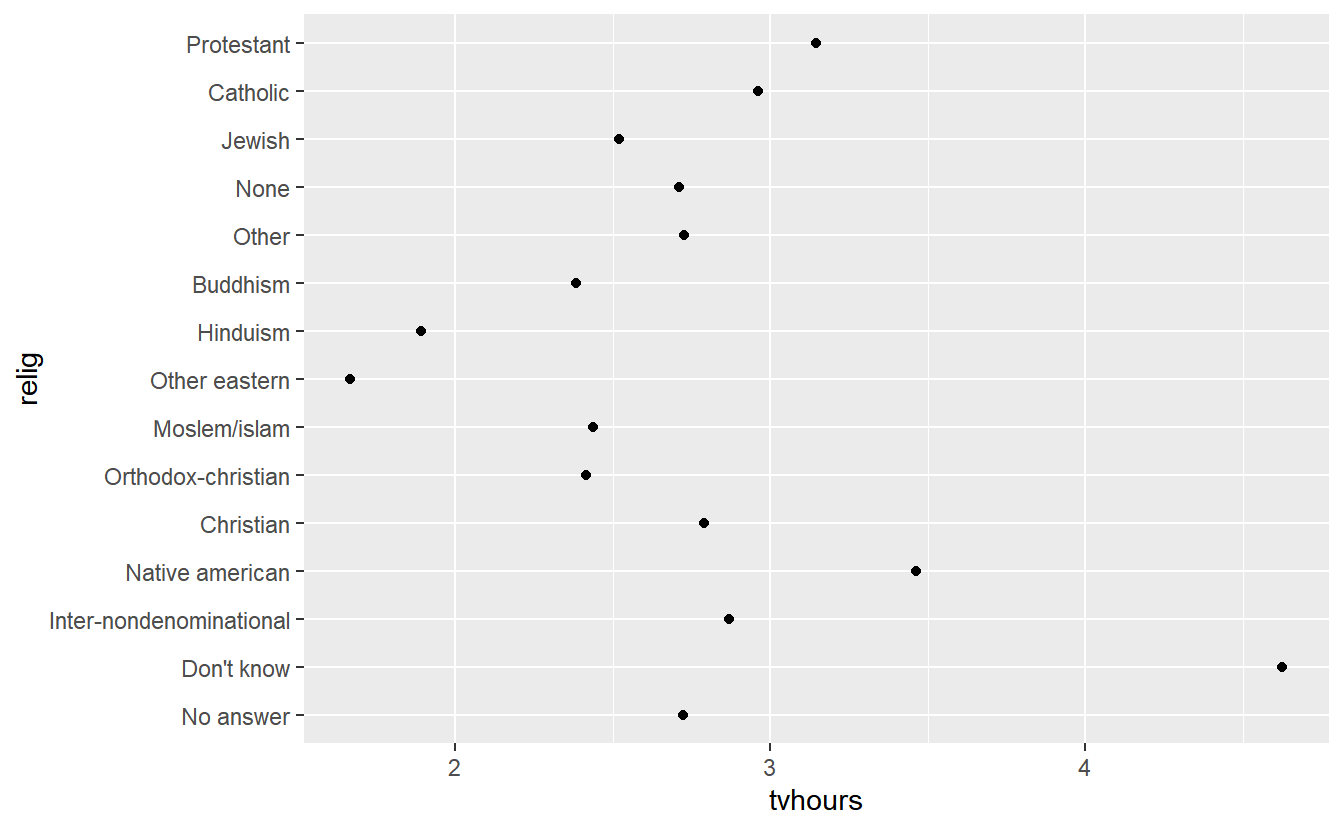 Protestant
Catholic
Jewish
None
Other
Buddhism
Hinduism
Other eastern
Moslem/islam
Orthodox-christian
Christian
Native american
Inter-nondenominational
Don't know
No answer
relig
2 3 4
tvhours